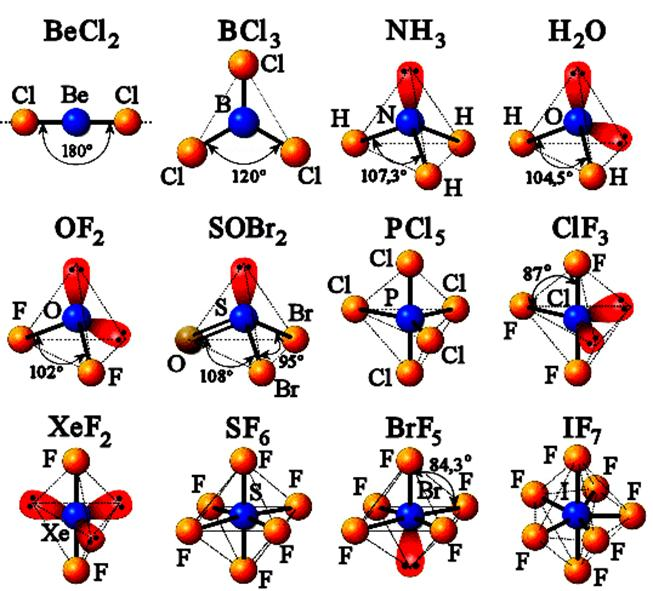 BeCl₂ BCl₃ NH₃ H₂O
Cl Be Cl
180°
Cl
B
Cl Cl
120°
N
H H
H
107,3°
O
H
H
104,5°
OF₂ SOBr₂ PCl₅ ClF₃
O
F
F
102°
S
Br
O
Br
108° 95°
Cl
Cl Cl
P
Cl
Cl
F
87°
Cl
F
F
XeF₂ SF₆ BrF₅ IF₇
F
Xe
F
F
F S F
F F
F
F 84,3°
F Br F
F F
F
F F
I
F F
F F